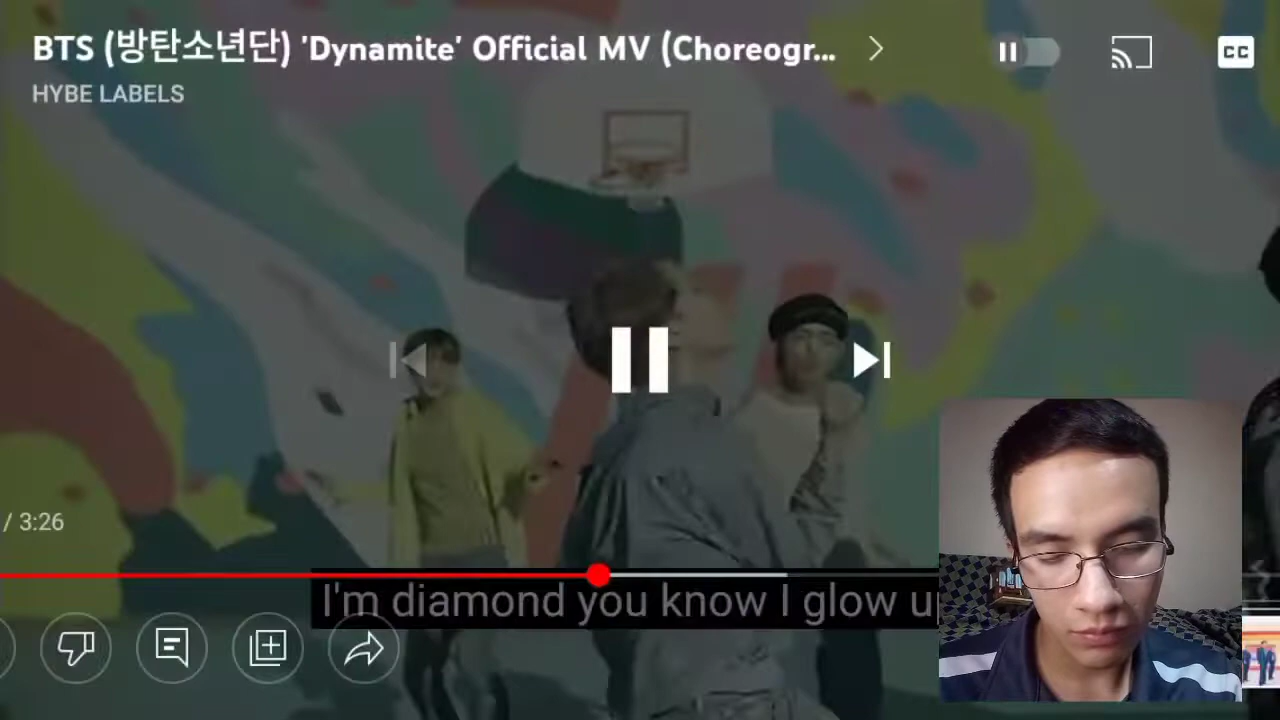 BTS (방탄소년단) 'Dynamite' Official MV (Choreogr...
HYBE LABELS
CC
/ 3:26
I'm diamond you know I glow up